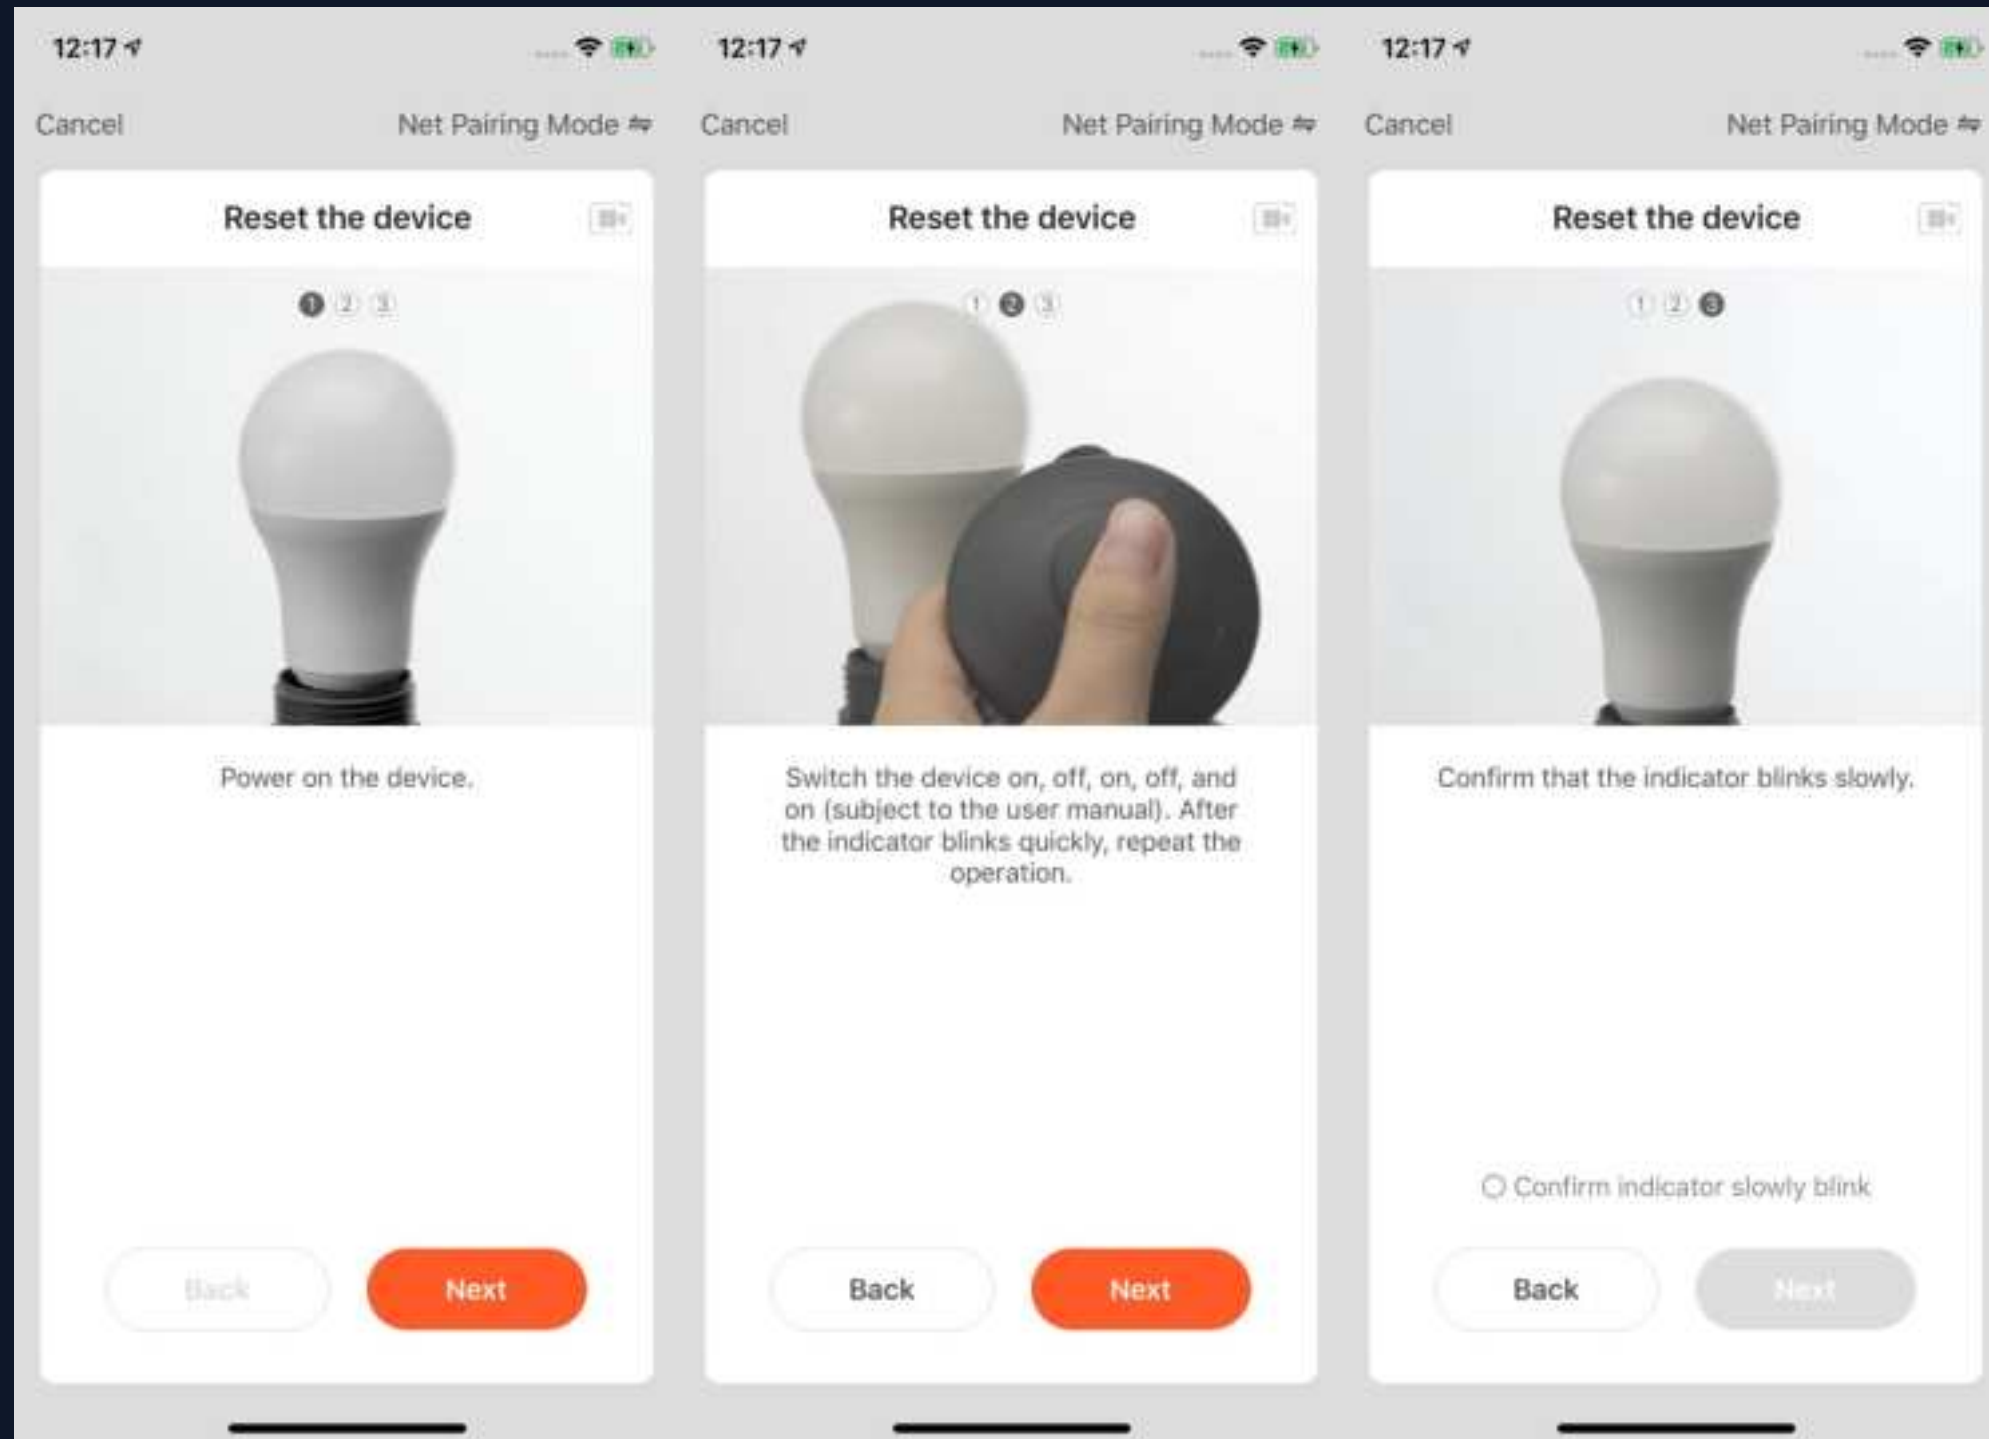 12:17
Cancel
Net Pairing Mode
Reset the device
1 2 3
Power on the device.
Back
Next
12:17
Cancel
Net Pairing Mode
Reset the device
1 2 3
Switch the device on, off, on, off, and
on (subject to the user manual). After
the indicator blinks quickly, repeat the
operation.
Back
Next
12:17
Cancel
Net Pairing Mode
Reset the device
1 2 3
Confirm that the indicator blinks slowly.
Confirm indicator slowly blink
Back
Next